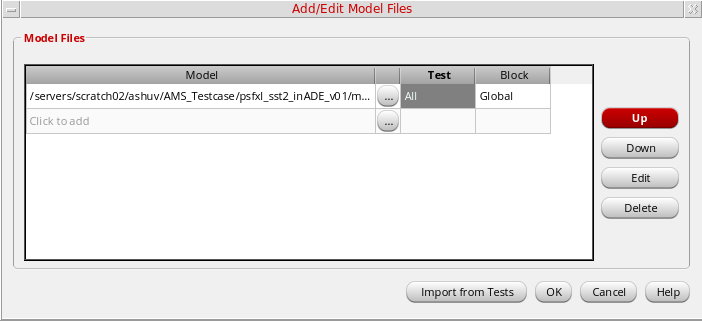 Add/Edit Model Files
Model Files
Model Test Block
/servers/scratch02/ashuv/AMS_Testcase/psfxl_sst2_inADE_v01/m... ... All Global
Click to add ...
Up
Down
Edit
Delete
Import from Tests OK Cancel Help